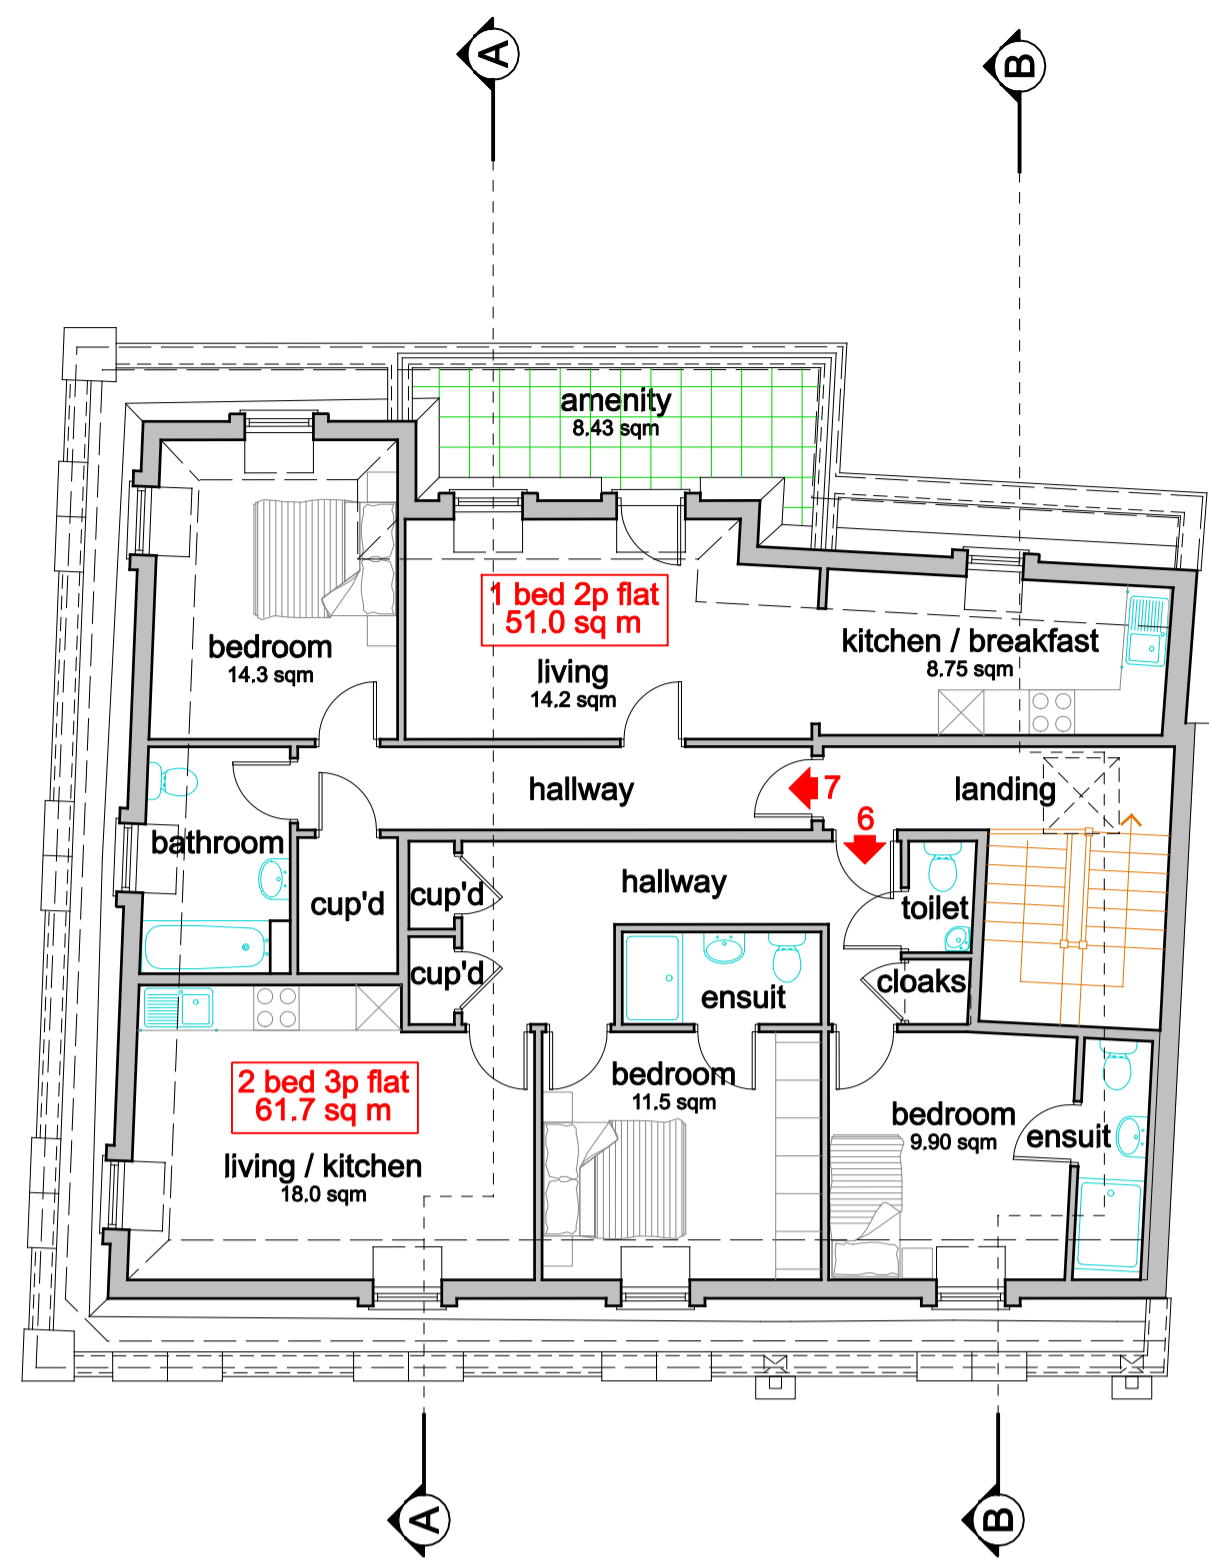 A
B
amenity
8.43 sqm
1 bed 2p flat
51.0 sq m
bedroom
14.3 sqm
living
14.2 sqm
kitchen / breakfast
8.75 sqm
hallway
7
landing
6
bathroom
cup'd
cup'd
hallway
toilet
cup'd
cloaks
ensuit
2 bed 3p flat
61.7 sq m
bedroom
11.5 sqm
bedroom
9.90 sqm
ensuit
living / kitchen
18.0 sqm
A
B